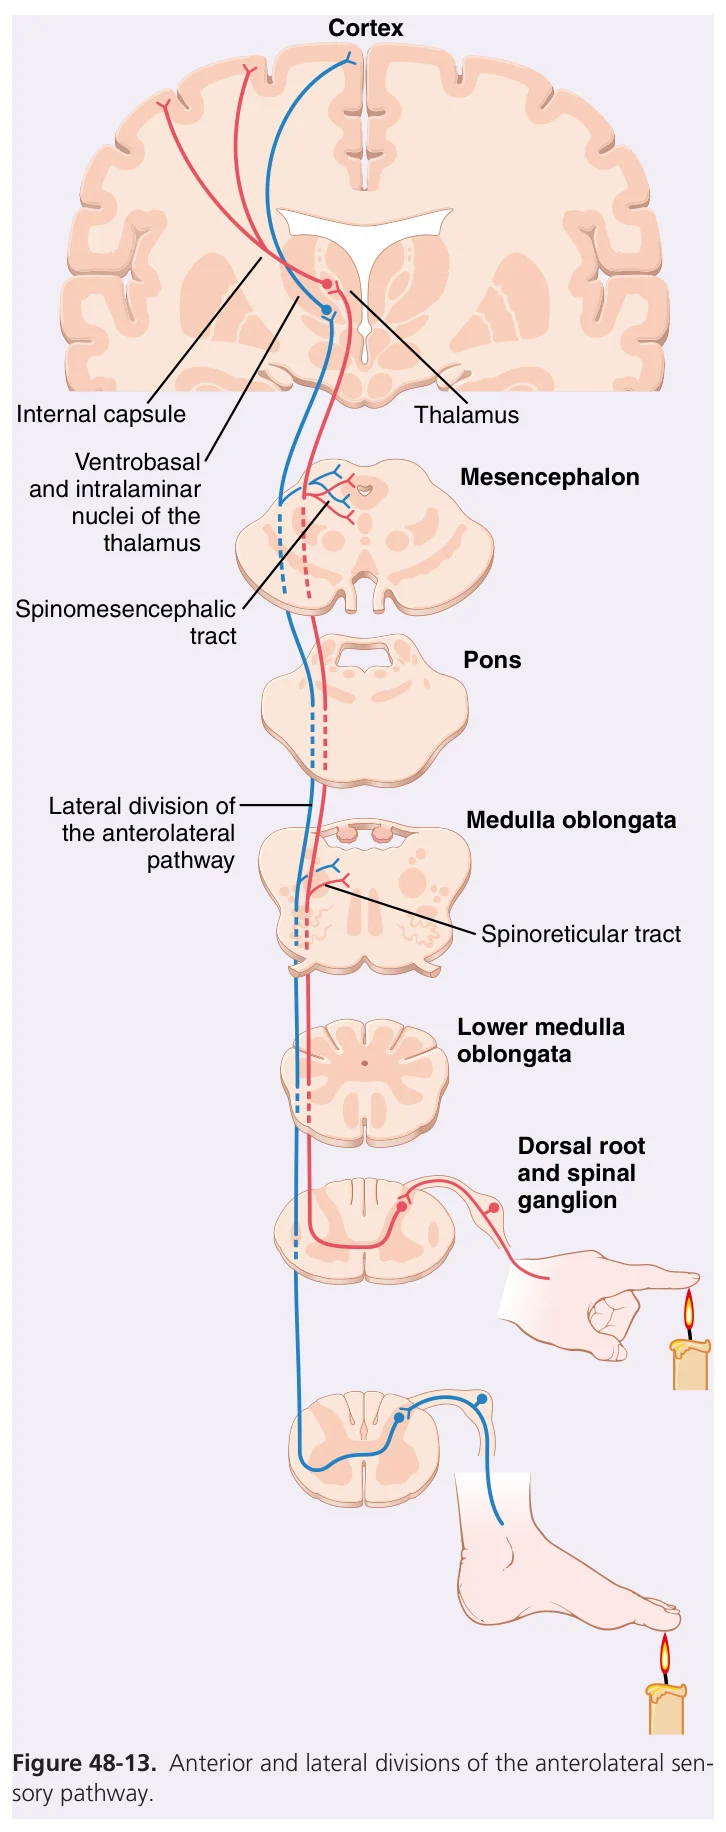 Cortex
Internal capsule
Thalamus
Ventrobasal
and intralaminar
nuclei of the
thalamus
Mesencephalon
Spinomesencephalic
tract
Pons
Lateral division of
the anterolateral
pathway
Medulla oblongata
Spinoreticular tract
Lower medulla
oblongata
Dorsal root
and spinal
ganglion
Figure 48-13. Anterior and lateral divisions of the anterolateral sen-
sory pathway.